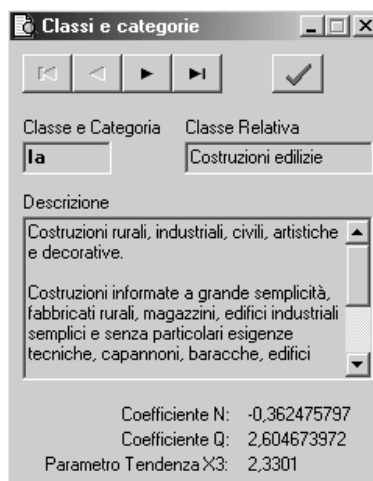 Classi e categorie
Classe e Categoria Classe Relativa
Ia Costruzioni edilizie
Descrizione
Costruzioni rurali, industriali, civili, artistiche
e decorative.
Costruzioni informate a grande semplicità,
fabbricati rurali, magazzini, edifici industriali
semplici e senza particolari esigenze
tecniche, capannoni, baracche, edifici
Coefficiente N: -0,362475797
Coefficiente Q: 2,604673972
Parametro Tendenza X3: 2,3301